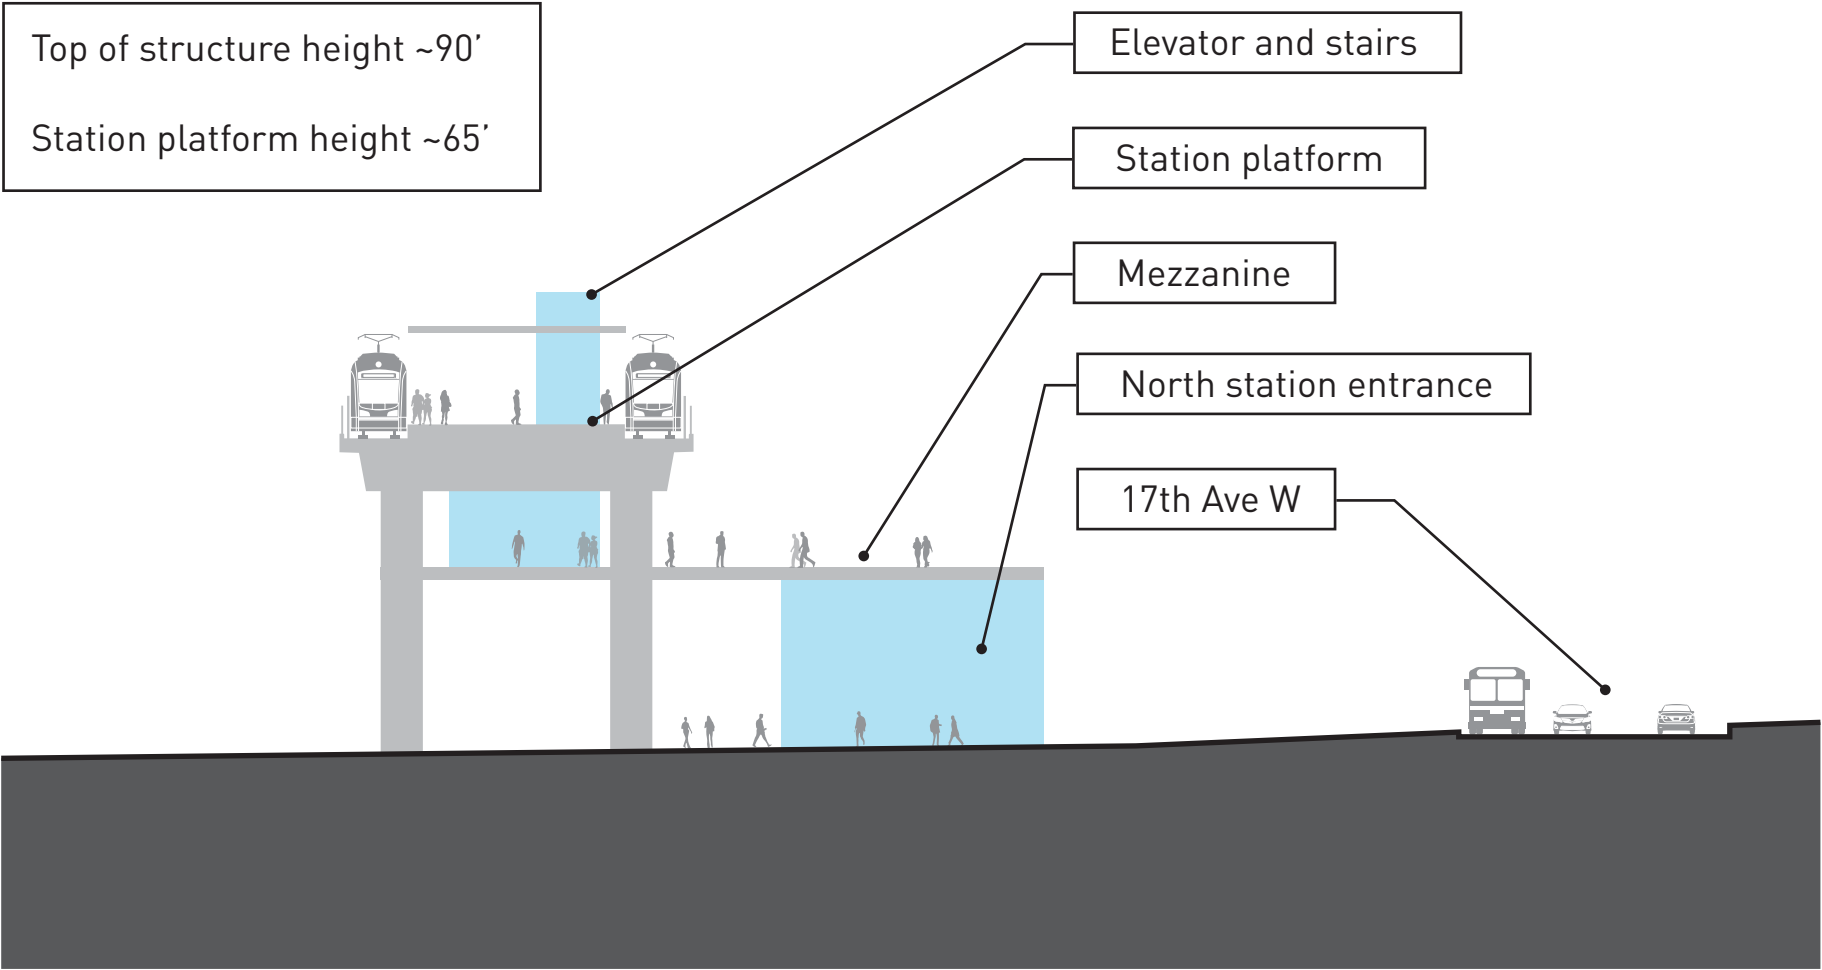 Top of structure height ~90’
Station platform height ~65’
Elevator and stairs
Station platform
Mezzanine
North station entrance
17th Ave W